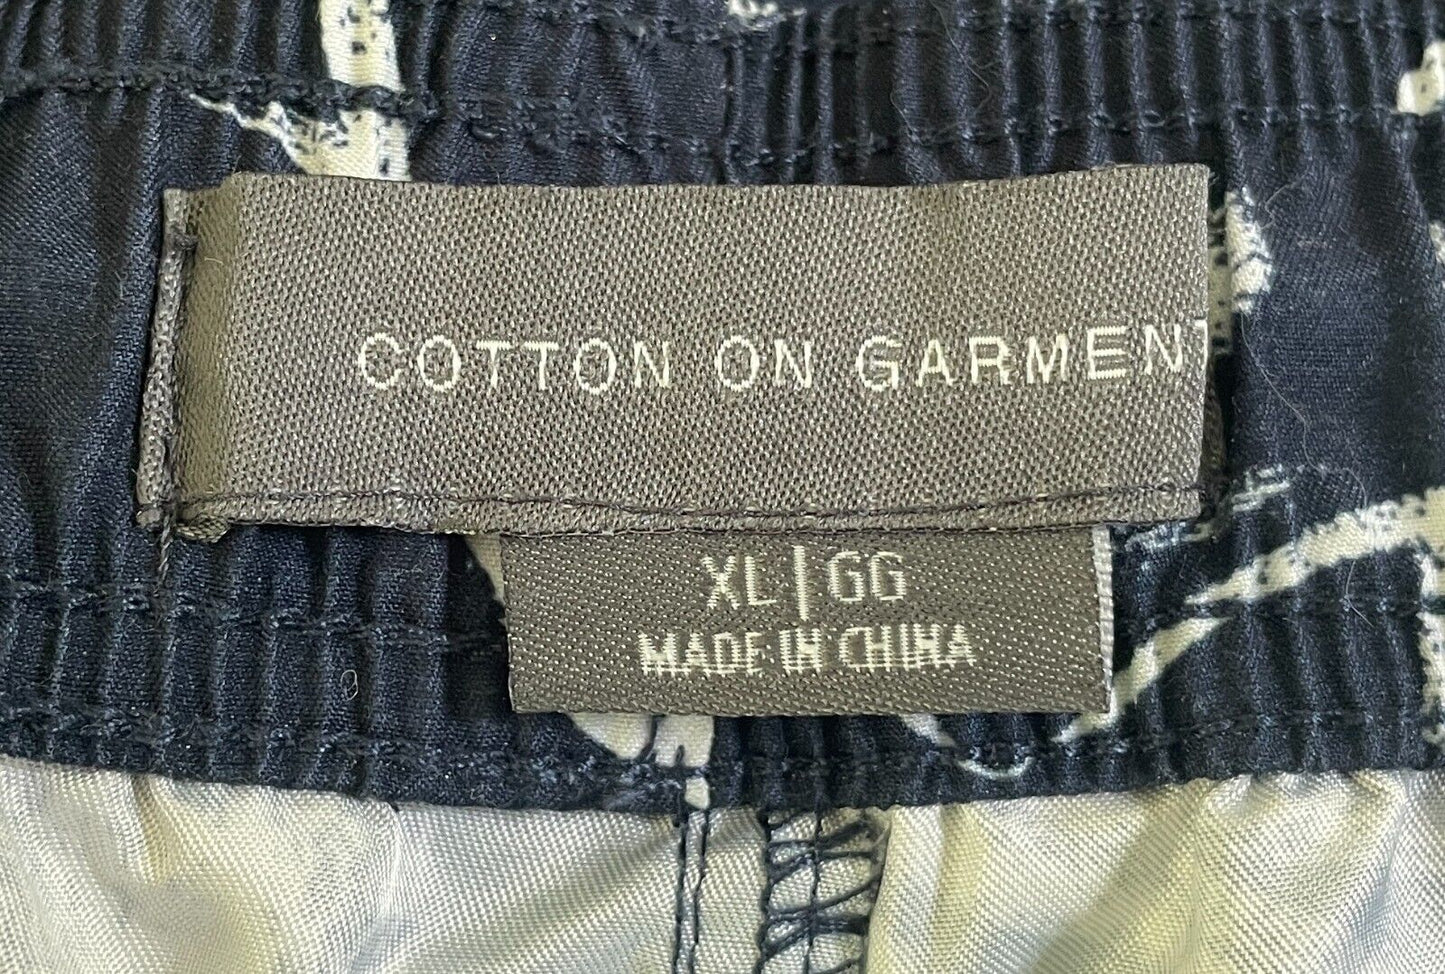 COTTON ON GARMENT
XL | GG
MADE IN CHINA